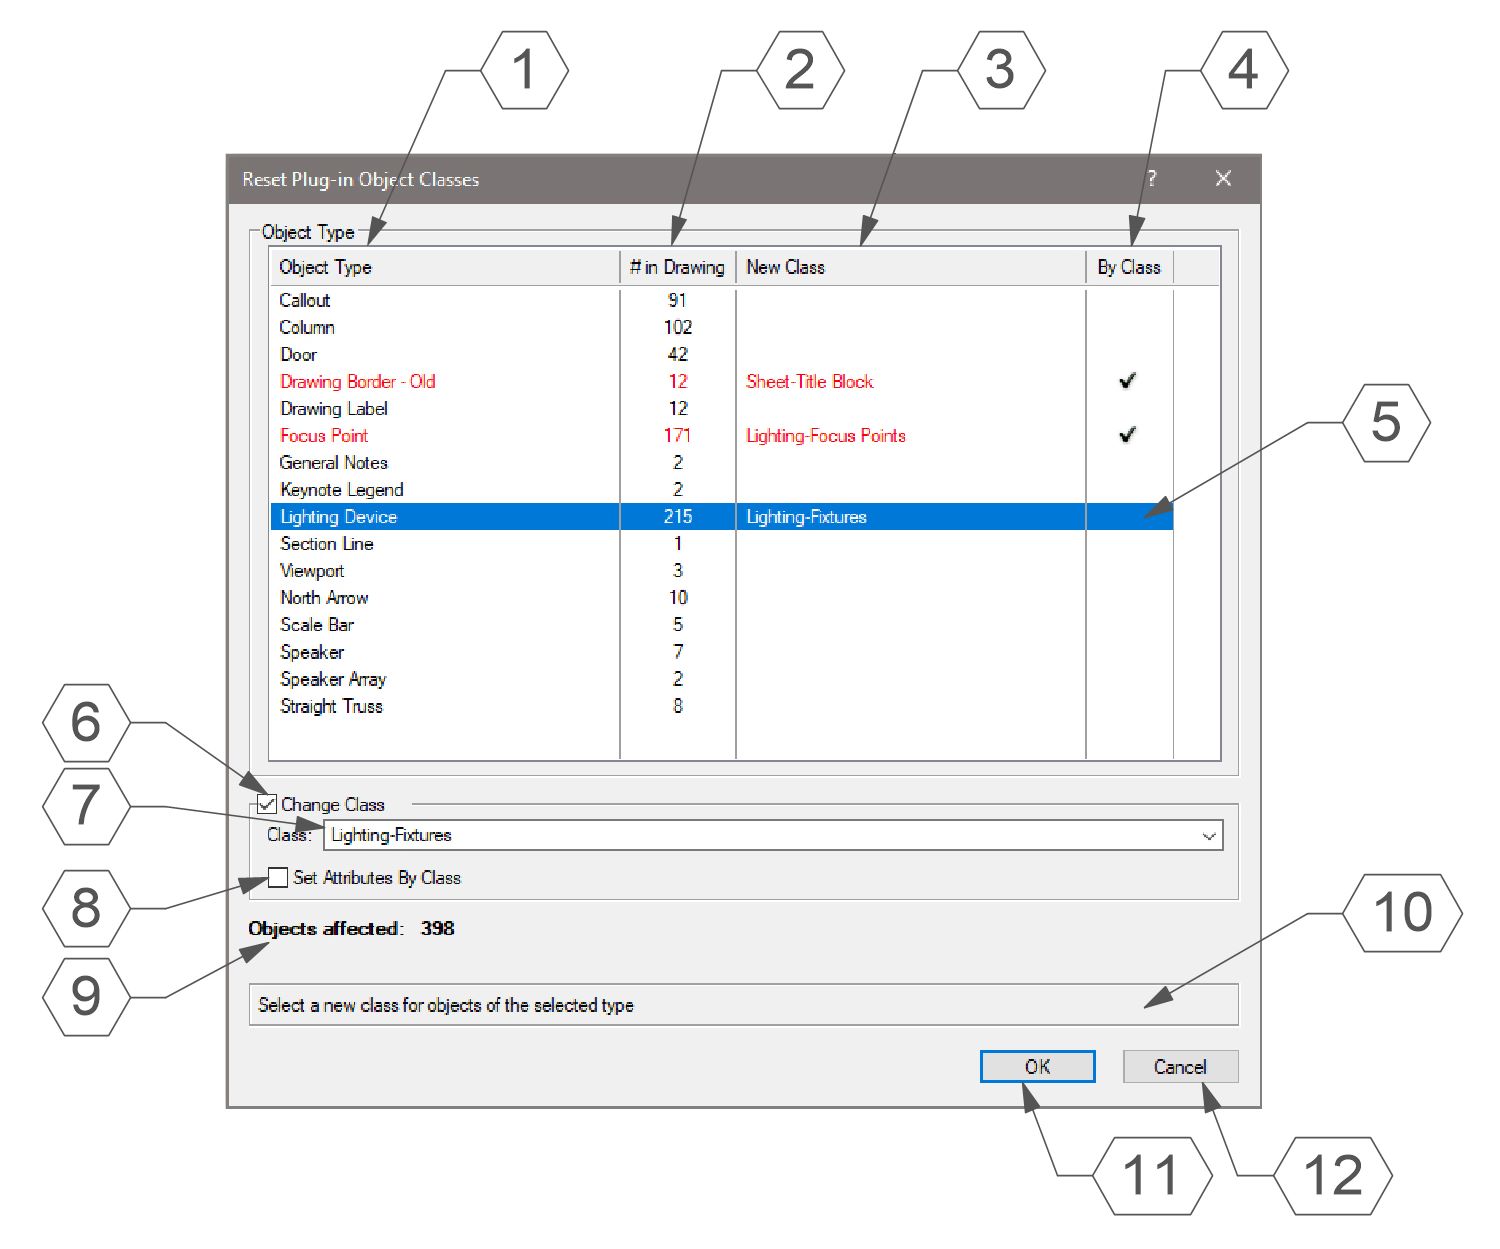 1 2 3 4
Reset Plug-in Object Classes ?
Object Type
Object Type # in Drawing New Class By Class
Callout 91
Column 102
Door 42
Drawing Border - Old 12 Sheet-Title Block ✓
Drawing Label 12
Focus Point 171 Lighting-Focus Points ✓
5
General Notes 2
Keynote Legend 2
Lighting Device 215 Lighting-Fixtures
Section Line 1
Viewport 3
North Arrow 10
Scale Bar 5
Speaker 7
Speaker Array 2
Straight Truss 8
6
7
Change Class
Class: Lighting-Fixtures
8
Set Attributes By Class
10
Objects affected: 398
9
Select a new class for objects of the selected type
OK Cancel
11 12